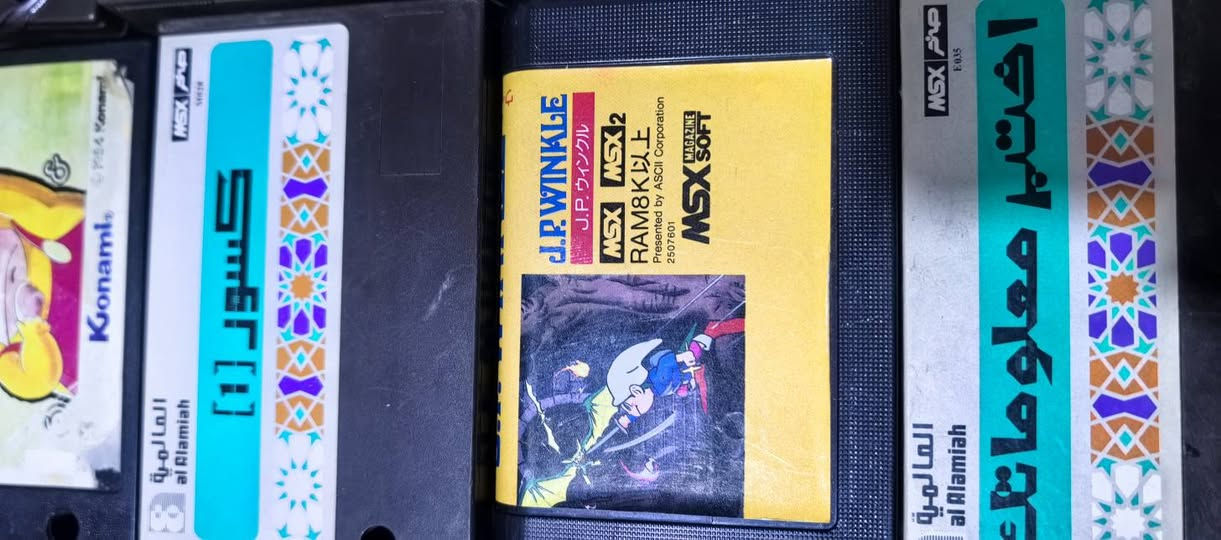 © 1984 Konami
Konami®
MSX صخر
كسور [1]
العالمية
al Alamiah
J.P. WINKLE
J.P.ウィンクル
MSX MSX2
RAM8K以上
Presented by ASCII Corporation
2507601
MSX MAGAZINE SOFT
MSX صخر
E 035
اختبر معلوماتك
العالمية
al Alamiah